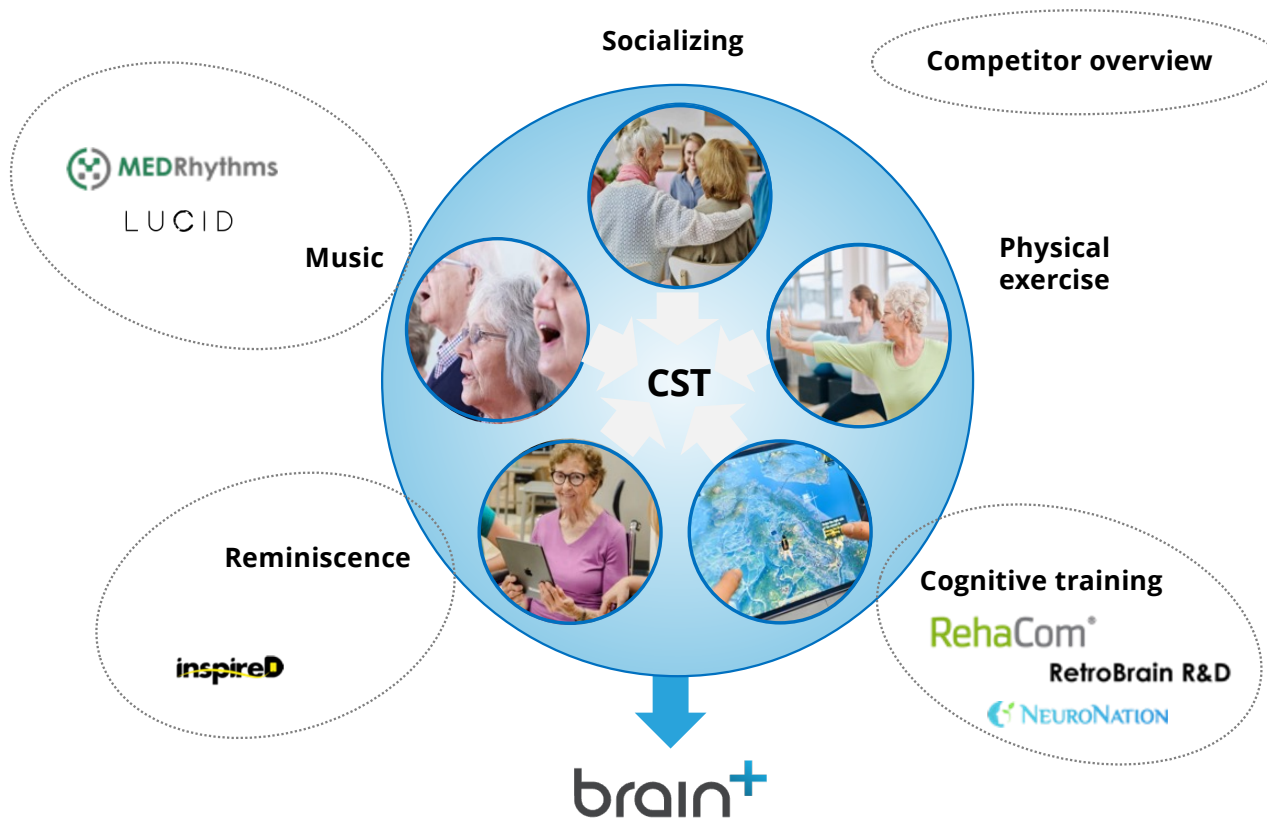 Socializing
Competitor overview
MEDRhythms
LUCID
Music
Physical
exercise
CST
Reminiscence
inspireD
Cognitive training
RehaCom®
RetroBrain R&D
NEURONATION
brain+